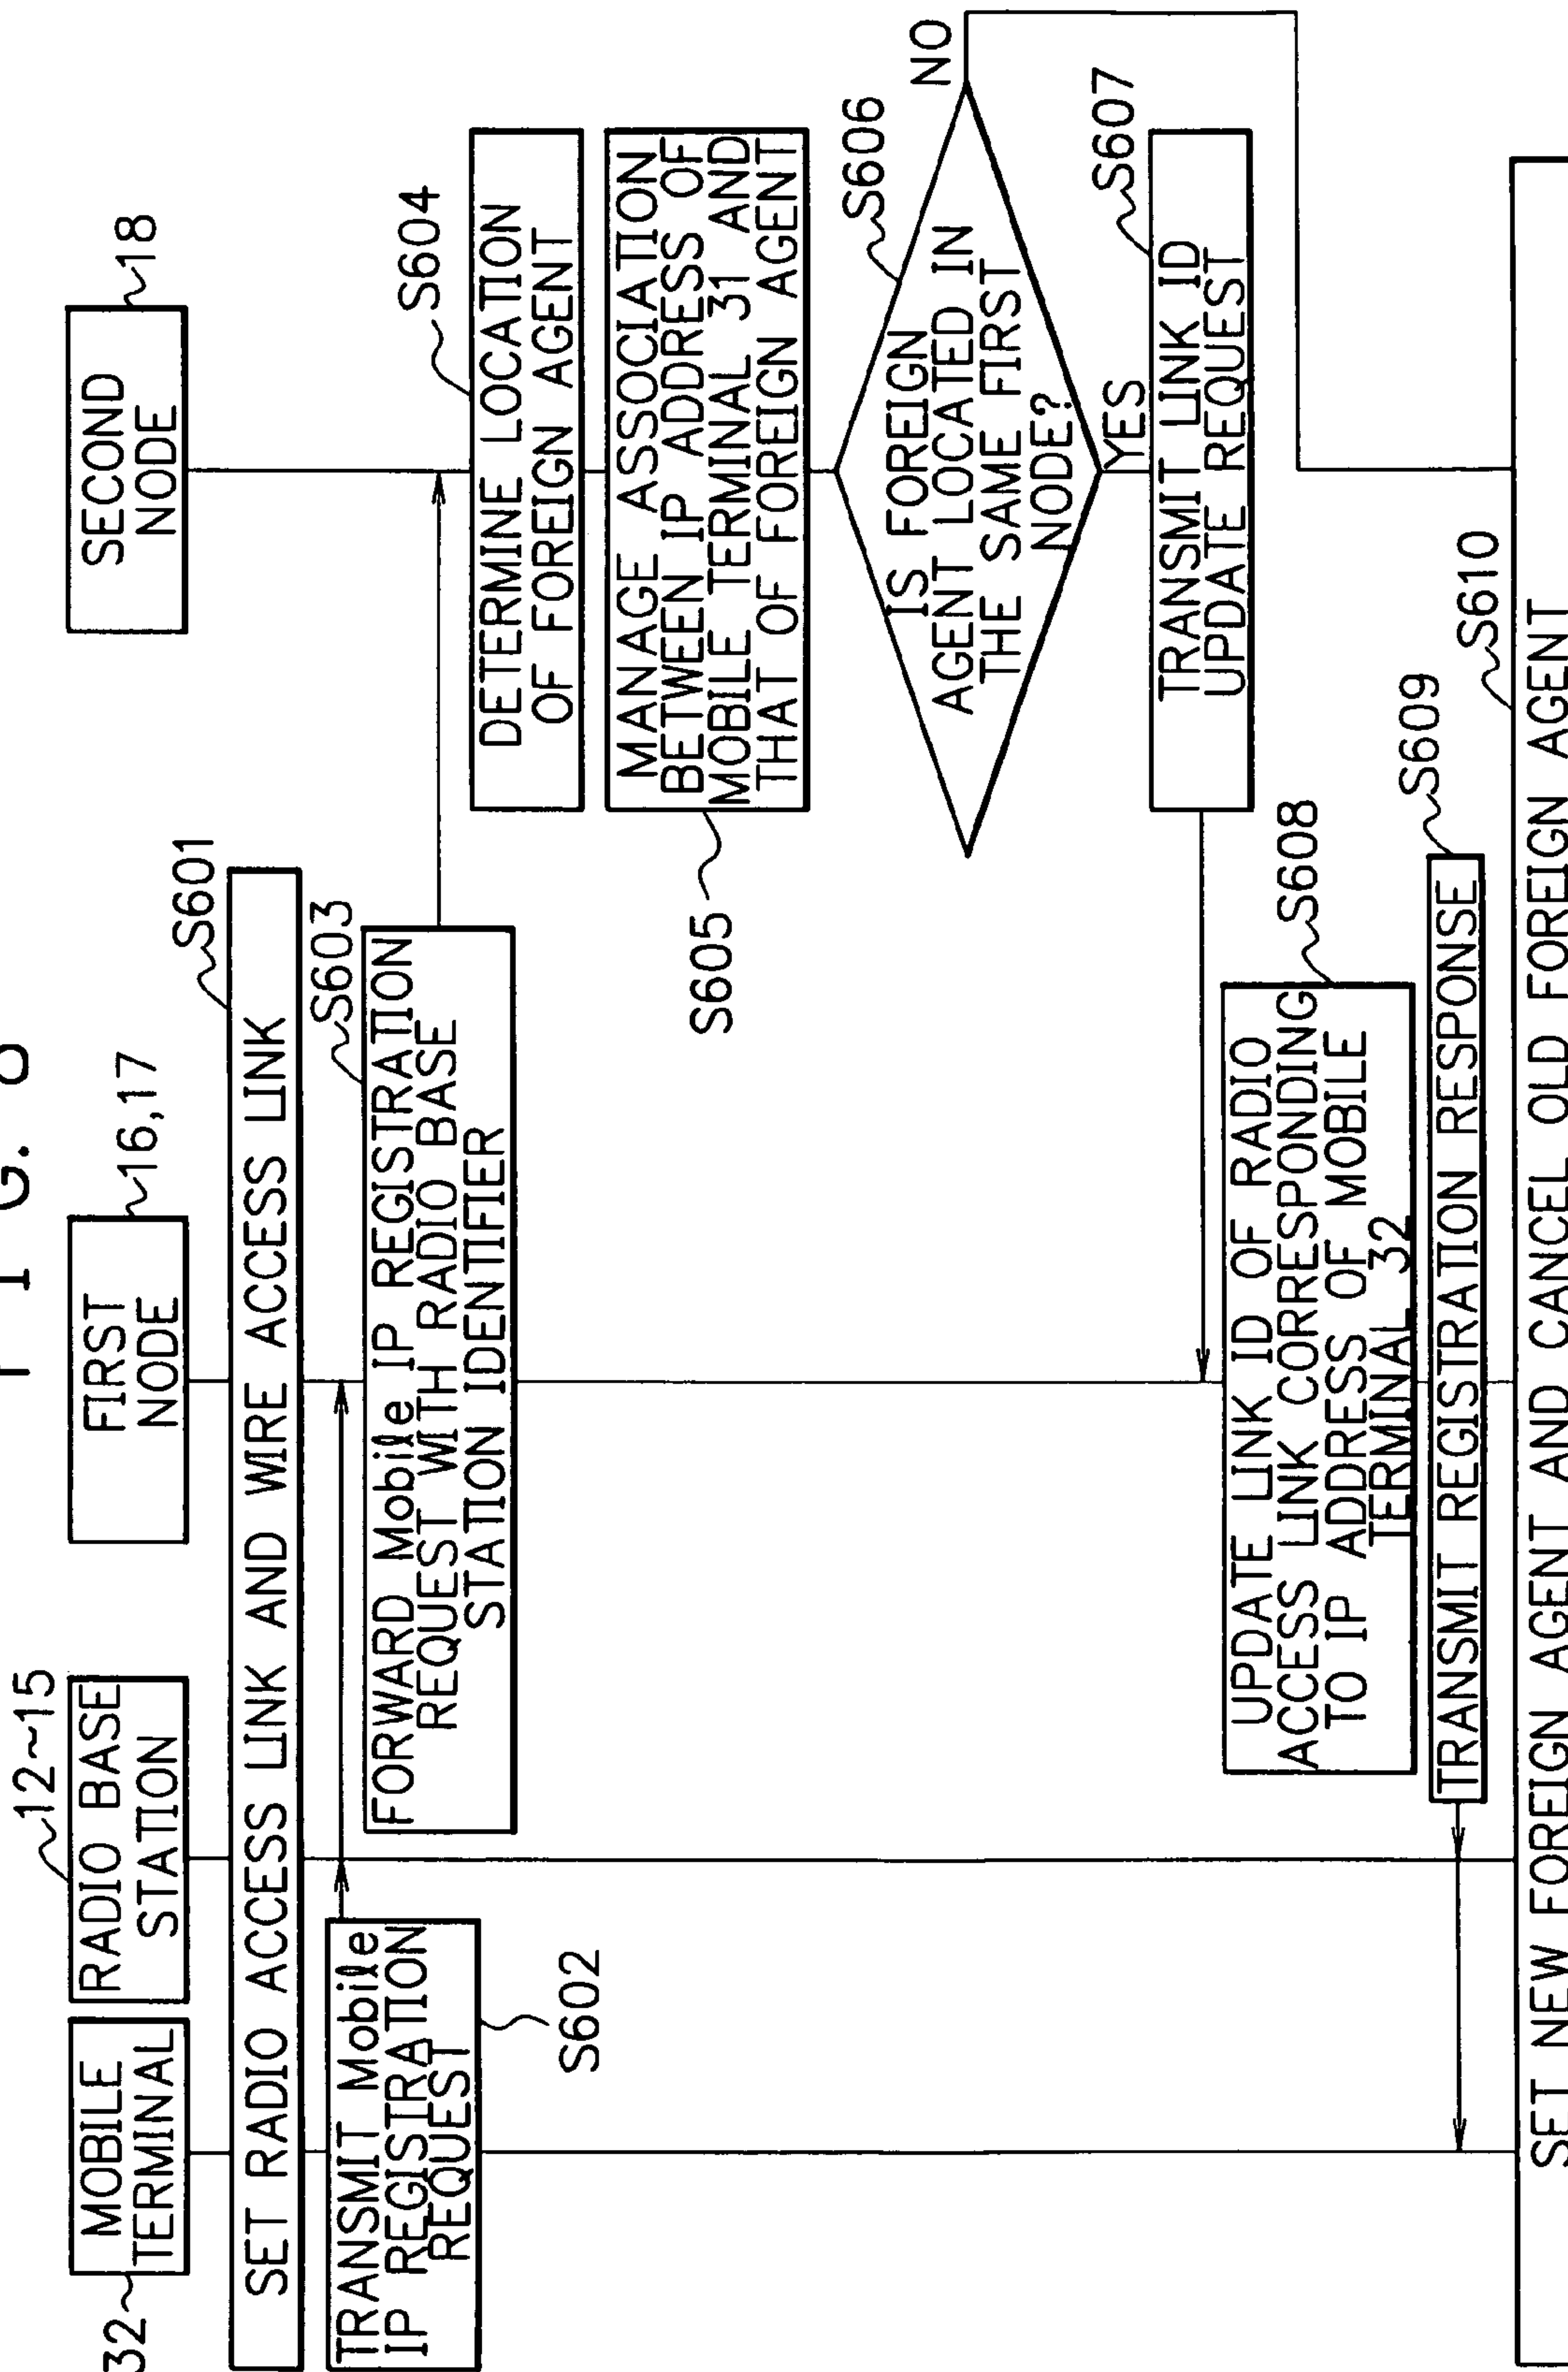 FIG. 8
32
MOBILE
TERMINAL
12~15
RADIO BASE
STATION
FIRST
NODE
16,17
SECOND
NODE
18
SET RADIO ACCESS LINK AND WIRE ACCESS LINK
S601
TRANSMIT Mobile
IP REGISTRATION
REQUEST
S602
FORWARD Mobile IP REGISTRATION
REQUEST WITH RADIO BASE
STATION IDENTIFIER
S603
DETERMINE LOCATION
OF FOREIGN AGENT
S604
MANAGE ASSOCIATION
BETWEEN IP ADDRESS OF
MOBILE TERMINAL 31 AND
THAT OF FOREIGN AGENT
S605
IS FOREIGN
AGENT LOCATED IN
THE SAME FIRST
NODE?
S606
NO
YES
TRANSMIT LINK ID
UPDATE REQUEST
S607
UPDATE LINK ID OF RADIO
ACCESS LINK CORRESPONDING
TO IP ADDRESS OF MOBILE
TERMINAL 32
S608
TRANSMIT REGISTRATION RESPONSE
S609
SET NEW FOREIGN AGENT AND CANCEL OLD FOREIGN AGENT
S610